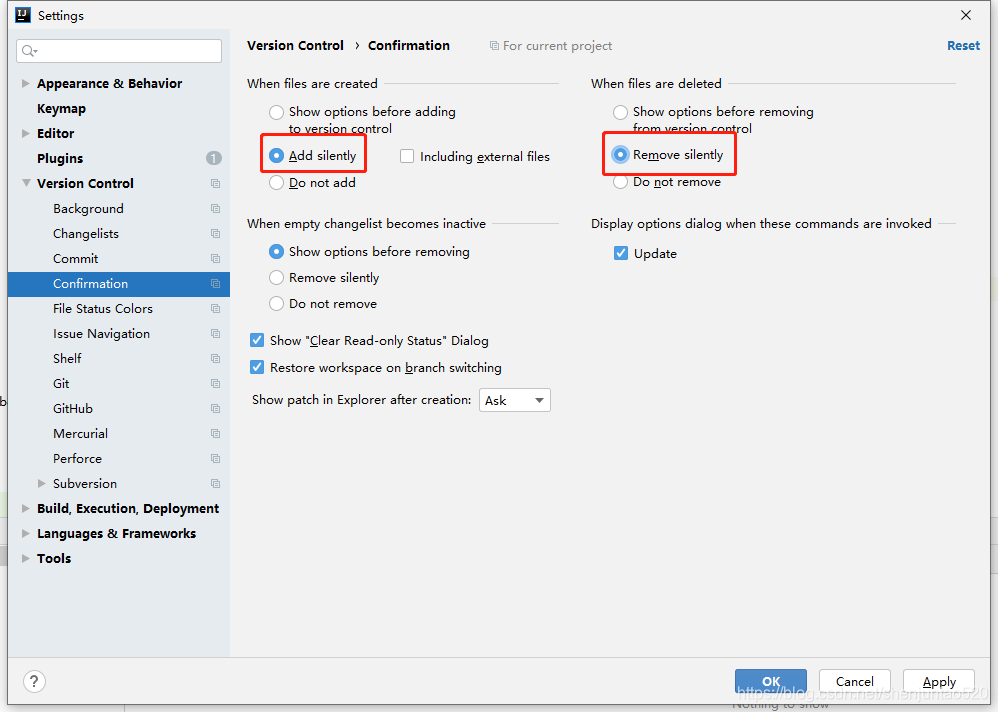 IJ Settings
Version Control › Confirmation For current project Reset
Appearance & Behavior
Keymap
Editor
Plugins 1
Version Control
Background
Changelists
Commit
Confirmation
File Status Colors
Issue Navigation
Shelf
Git
GitHub
Mercurial
Perforce
Subversion
Build, Execution, Deployment
Languages & Frameworks
Tools
When files are created
Show options before adding
to version control
Add silently Including external files
Do not add
When files are deleted
Show options before removing
from version control
Remove silently
Do not remove
When empty changelist becomes inactive
Show options before removing
Remove silently
Do not remove
Display options dialog when these commands are invoked
Update
Show "Clear Read-only Status" Dialog
Restore workspace on branch switching
Show patch in Explorer after creation: Ask
b
?
OK Cancel Apply
https://blog.csdn.net/shenjuntao520
Nothing to show